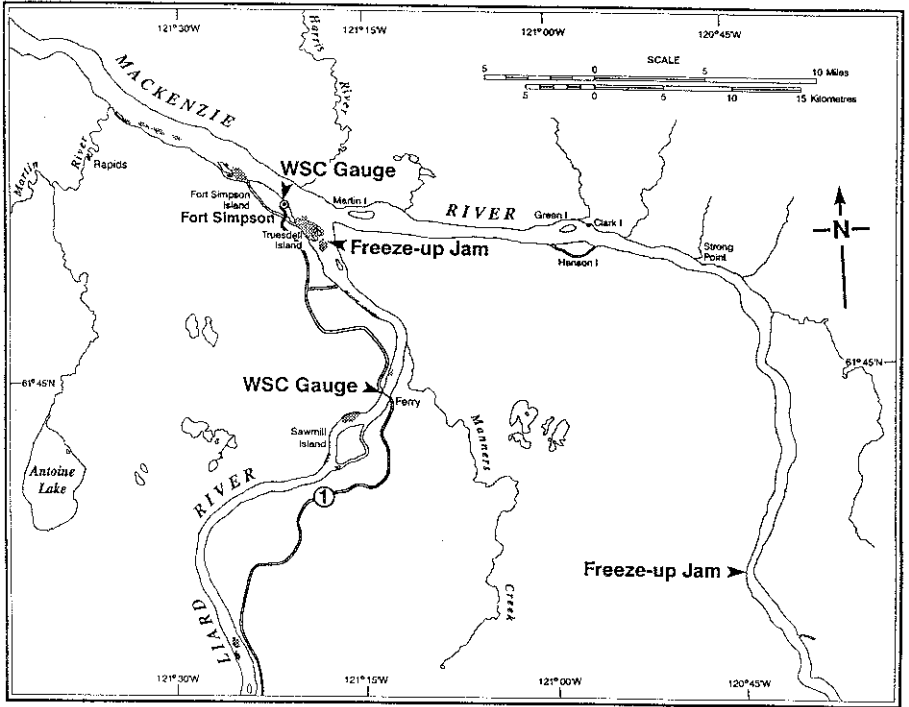 121°30'W
121°15'W
121°00'W
120°45'W
SCALE
5 0 5 10 Miles
5 0 5 10 15 Kilometres
MACKENZIE
Harris
River
Martin
River
Rapids
WSC Gauge
Fort Simpson
Island
Fort Simpson
Truesdell
Island
Martin I
RIVER
Green I
Clark I
Hanson I
Strong
Point
N
Freeze-up Jam
61°45'N
61°45'N
WSC Gauge
Ferry
Sawmill
Island
Manners
Creek
Antoine
Lake
RIVER
1
Freeze-up Jam
LIARD
121°30'W
121°15'W
121°00'W
120°45'W